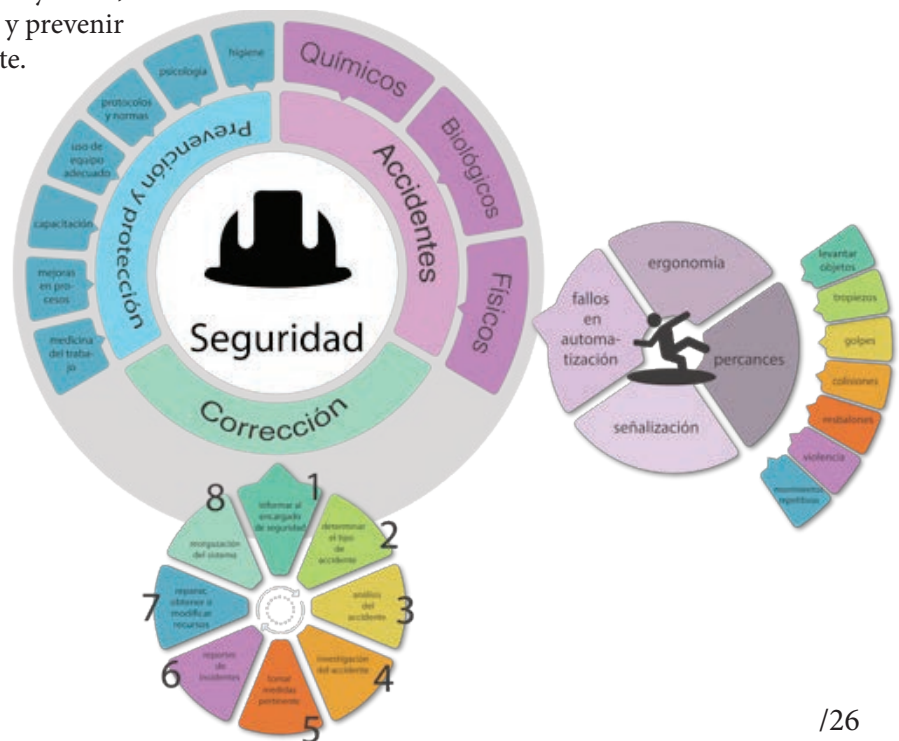 y prevenir
te.
higiene
psicología
protocolos
y normas
uso de
equipo
adecuado
capacitación
mejoras
en pro-
cesos
medicina
del traba-
jo
Prevención y protección
Químicos
Biológicos
Físicos
Accidentes
Seguridad
Corrección
ergonomía
fallos
en
automa-
tización
percances
señalización
levantar
objetos
tropiezos
golpes
colisiones
resbalones
violencia
movimientos
repetitivos
1
informar al
encargado
de seguridad
2
determinar
el tipo
de
accidente
3
análisis
del
accidente
4
investigación
del accidente
5
tomar
medidas
pertinente
6
reportes
de
incidentes
7
reparar,
obtener o
modificar
recursos
8
del sistema
/26